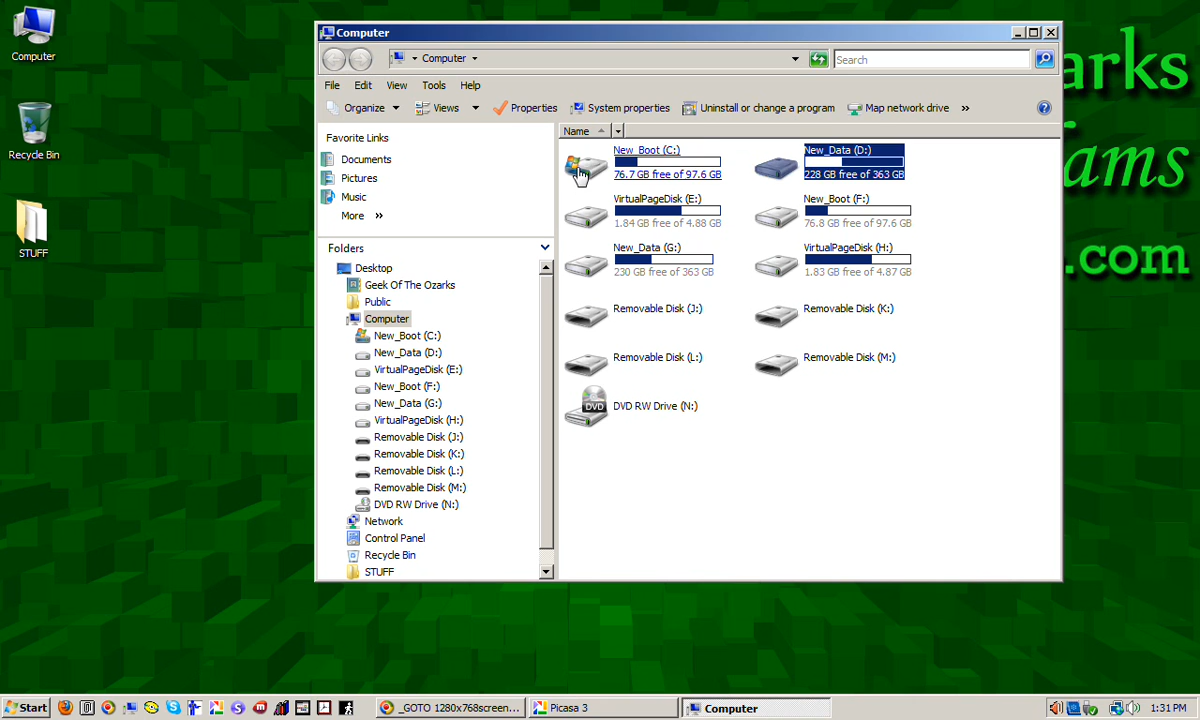 Computer
Recycle Bin
STUFF
arks
ams
.com
Computer
Computer
Search
File Edit View Tools Help
Organize Views Properties System properties Uninstall or change a program Map network drive »
Favorite Links
Documents
Pictures
Music
More »
Folders
Desktop
Geek Of The Ozarks
Public
Computer
New_Boot (C:)
New_Data (D:)
VirtualPageDisk (E:)
New_Boot (F:)
New_Data (G:)
VirtualPageDisk (H:)
Removable Disk (J:)
Removable Disk (K:)
Removable Disk (L:)
Removable Disk (M:)
DVD RW Drive (N:)
Network
Control Panel
Recycle Bin
STUFF
Name
New_Boot (C:)
76.7 GB free of 97.6 GB
New_Data (D:)
228 GB free of 363 GB
VirtualPageDisk (E:)
1.84 GB free of 4.88 GB
New_Boot (F:)
76.8 GB free of 97.6 GB
New_Data (G:)
230 GB free of 363 GB
VirtualPageDisk (H:)
1.83 GB free of 4.87 GB
Removable Disk (J:)
Removable Disk (K:)
Removable Disk (L:)
Removable Disk (M:)
DVD
DVD RW Drive (N:)
Start
_GOTO 1280x768screen...
Picasa 3
Computer
1:31 PM